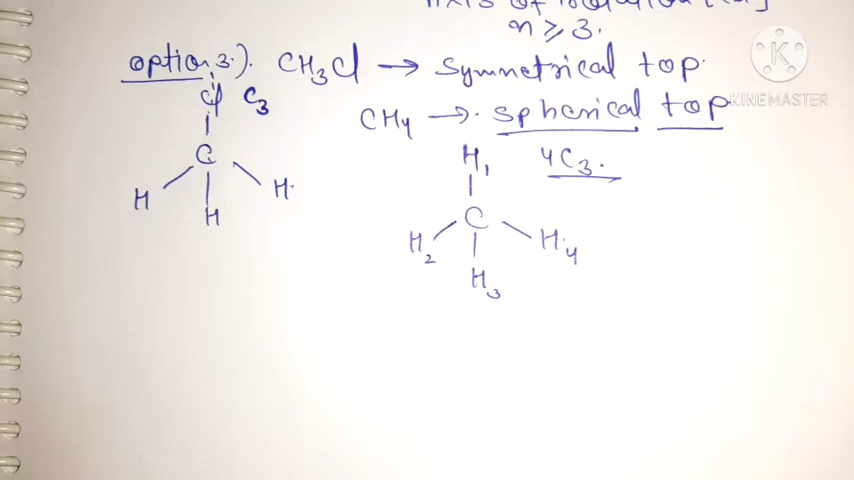 n ⩾ 3.
option 3.). CH3Cl → Symmetrical top.
Cl C3
CH4 →. spherical top
KINEMASTER
4C3.
C
H H H.
H1
C
H2 H3 H4